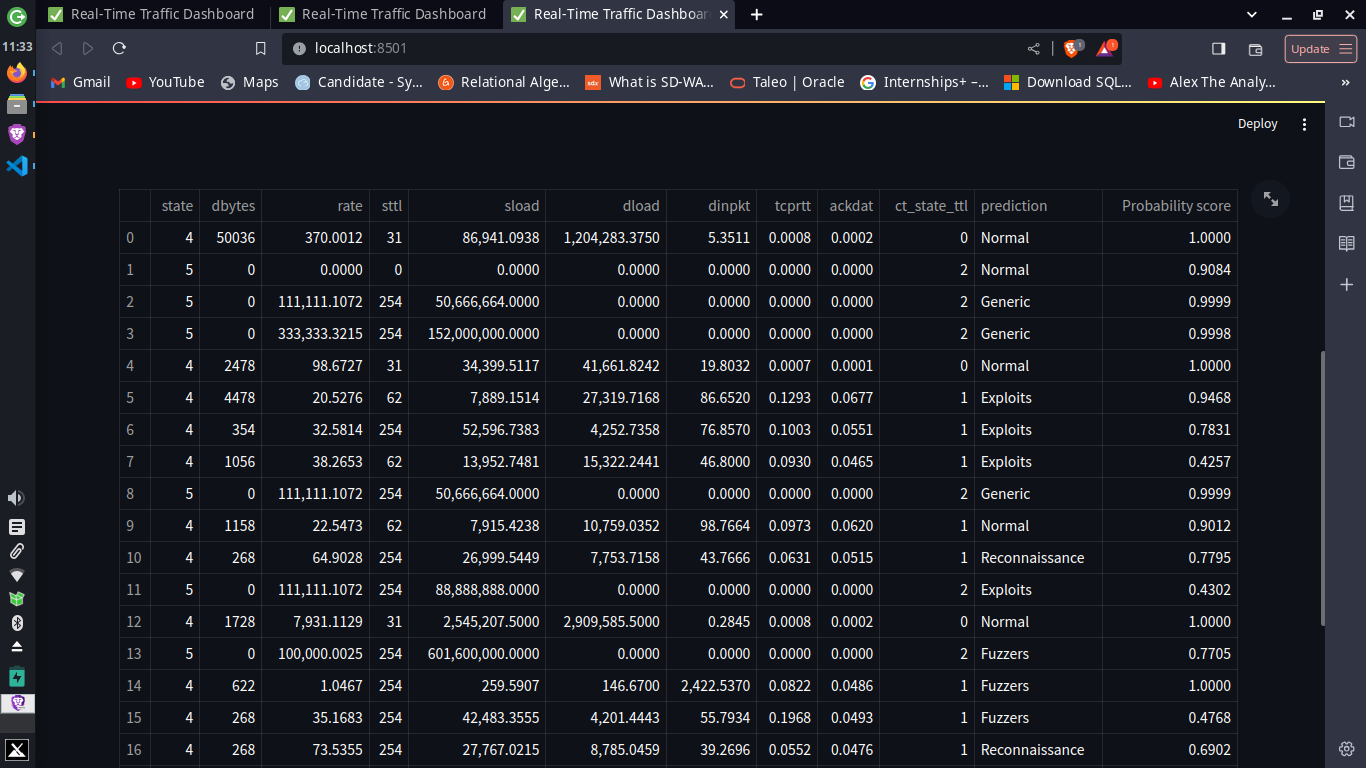 Real-Time Traffic Dashboard Real-Time Traffic Dashboard Real-Time Traffic Dashboar
11:33
localhost:8501
1 1 Update
Gmail YouTube Maps Candidate - Sy... Relational Alge... What is SD-WA... Taleo | Oracle Internships+ –... Download SQL... Alex The Analy... »
Deploy
state dbytes rate sttl sload dload dinpkt tcprtt ackdat ct_state_ttl prediction Probability score
0 4 50036 370.0012 31 86,941.0938 1,204,283.3750 5.3511 0.0008 0.0002 0 Normal 1.0000
1 5 0 0.0000 0 0.0000 0.0000 0.0000 0.0000 0.0000 2 Normal 0.9084
2 5 0 111,111.1072 254 50,666,664.0000 0.0000 0.0000 0.0000 0.0000 2 Generic 0.9999
3 5 0 333,333.3215 254 152,000,000.0000 0.0000 0.0000 0.0000 0.0000 2 Generic 0.9998
4 4 2478 98.6727 31 34,399.5117 41,661.8242 19.8032 0.0007 0.0001 0 Normal 1.0000
5 4 4478 20.5276 62 7,889.1514 27,319.7168 86.6520 0.1293 0.0677 1 Exploits 0.9468
6 4 354 32.5814 254 52,596.7383 4,252.7358 76.8570 0.1003 0.0551 1 Exploits 0.7831
7 4 1056 38.2653 62 13,952.7481 15,322.2441 46.8000 0.0930 0.0465 1 Exploits 0.4257
8 5 0 111,111.1072 254 50,666,664.0000 0.0000 0.0000 0.0000 0.0000 2 Generic 0.9999
9 4 1158 22.5473 62 7,915.4238 10,759.0352 98.7664 0.0973 0.0620 1 Normal 0.9012
10 4 268 64.9028 254 26,999.5449 7,753.7158 43.7666 0.0631 0.0515 1 Reconnaissance 0.7795
11 5 0 111,111.1072 254 88,888,888.0000 0.0000 0.0000 0.0000 0.0000 2 Exploits 0.4302
12 4 1728 7,931.1129 31 2,545,207.5000 2,909,585.5000 0.2845 0.0008 0.0002 0 Normal 1.0000
13 5 0 100,000.0025 254 601,600,000.0000 0.0000 0.0000 0.0000 0.0000 2 Fuzzers 0.7705
14 4 622 1.0467 254 259.5907 146.6700 2,422.5370 0.0822 0.0486 1 Fuzzers 1.0000
15 4 268 35.1683 254 42,483.3555 4,201.4443 55.7934 0.1968 0.0493 1 Fuzzers 0.4768
16 4 268 73.5355 254 27,767.0215 8,785.0459 39.2696 0.0552 0.0476 1 Reconnaissance 0.6902